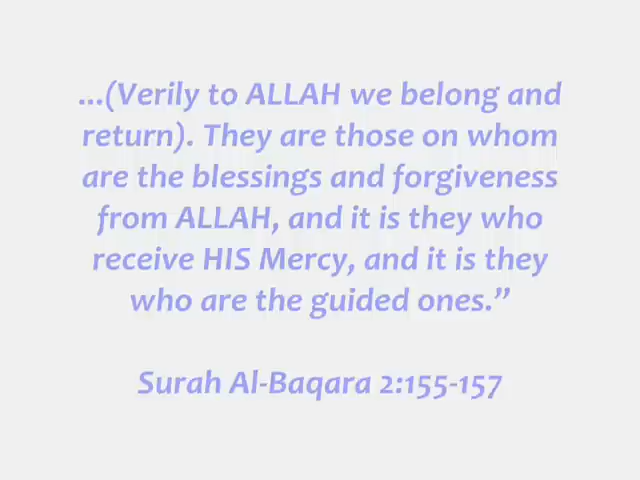 ...(Verily to ALLAH we belong and
return). They are those on whom
are the blessings and forgiveness
from ALLAH, and it is they who
receive HIS Mercy, and it is they
who are the guided ones.”
Surah Al-Baqara 2:155-157